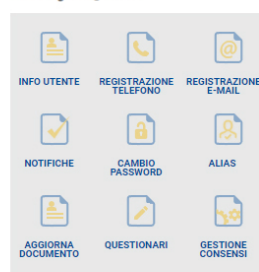 INFO UTENTE
REGISTRAZIONE
TELEFONO
REGISTRAZIONE
E-MAIL
NOTIFICHE
CAMBIO
PASSWORD
ALIAS
AGGIORNA
DOCUMENTO
QUESTIONARI
GESTIONE
CONSENSI